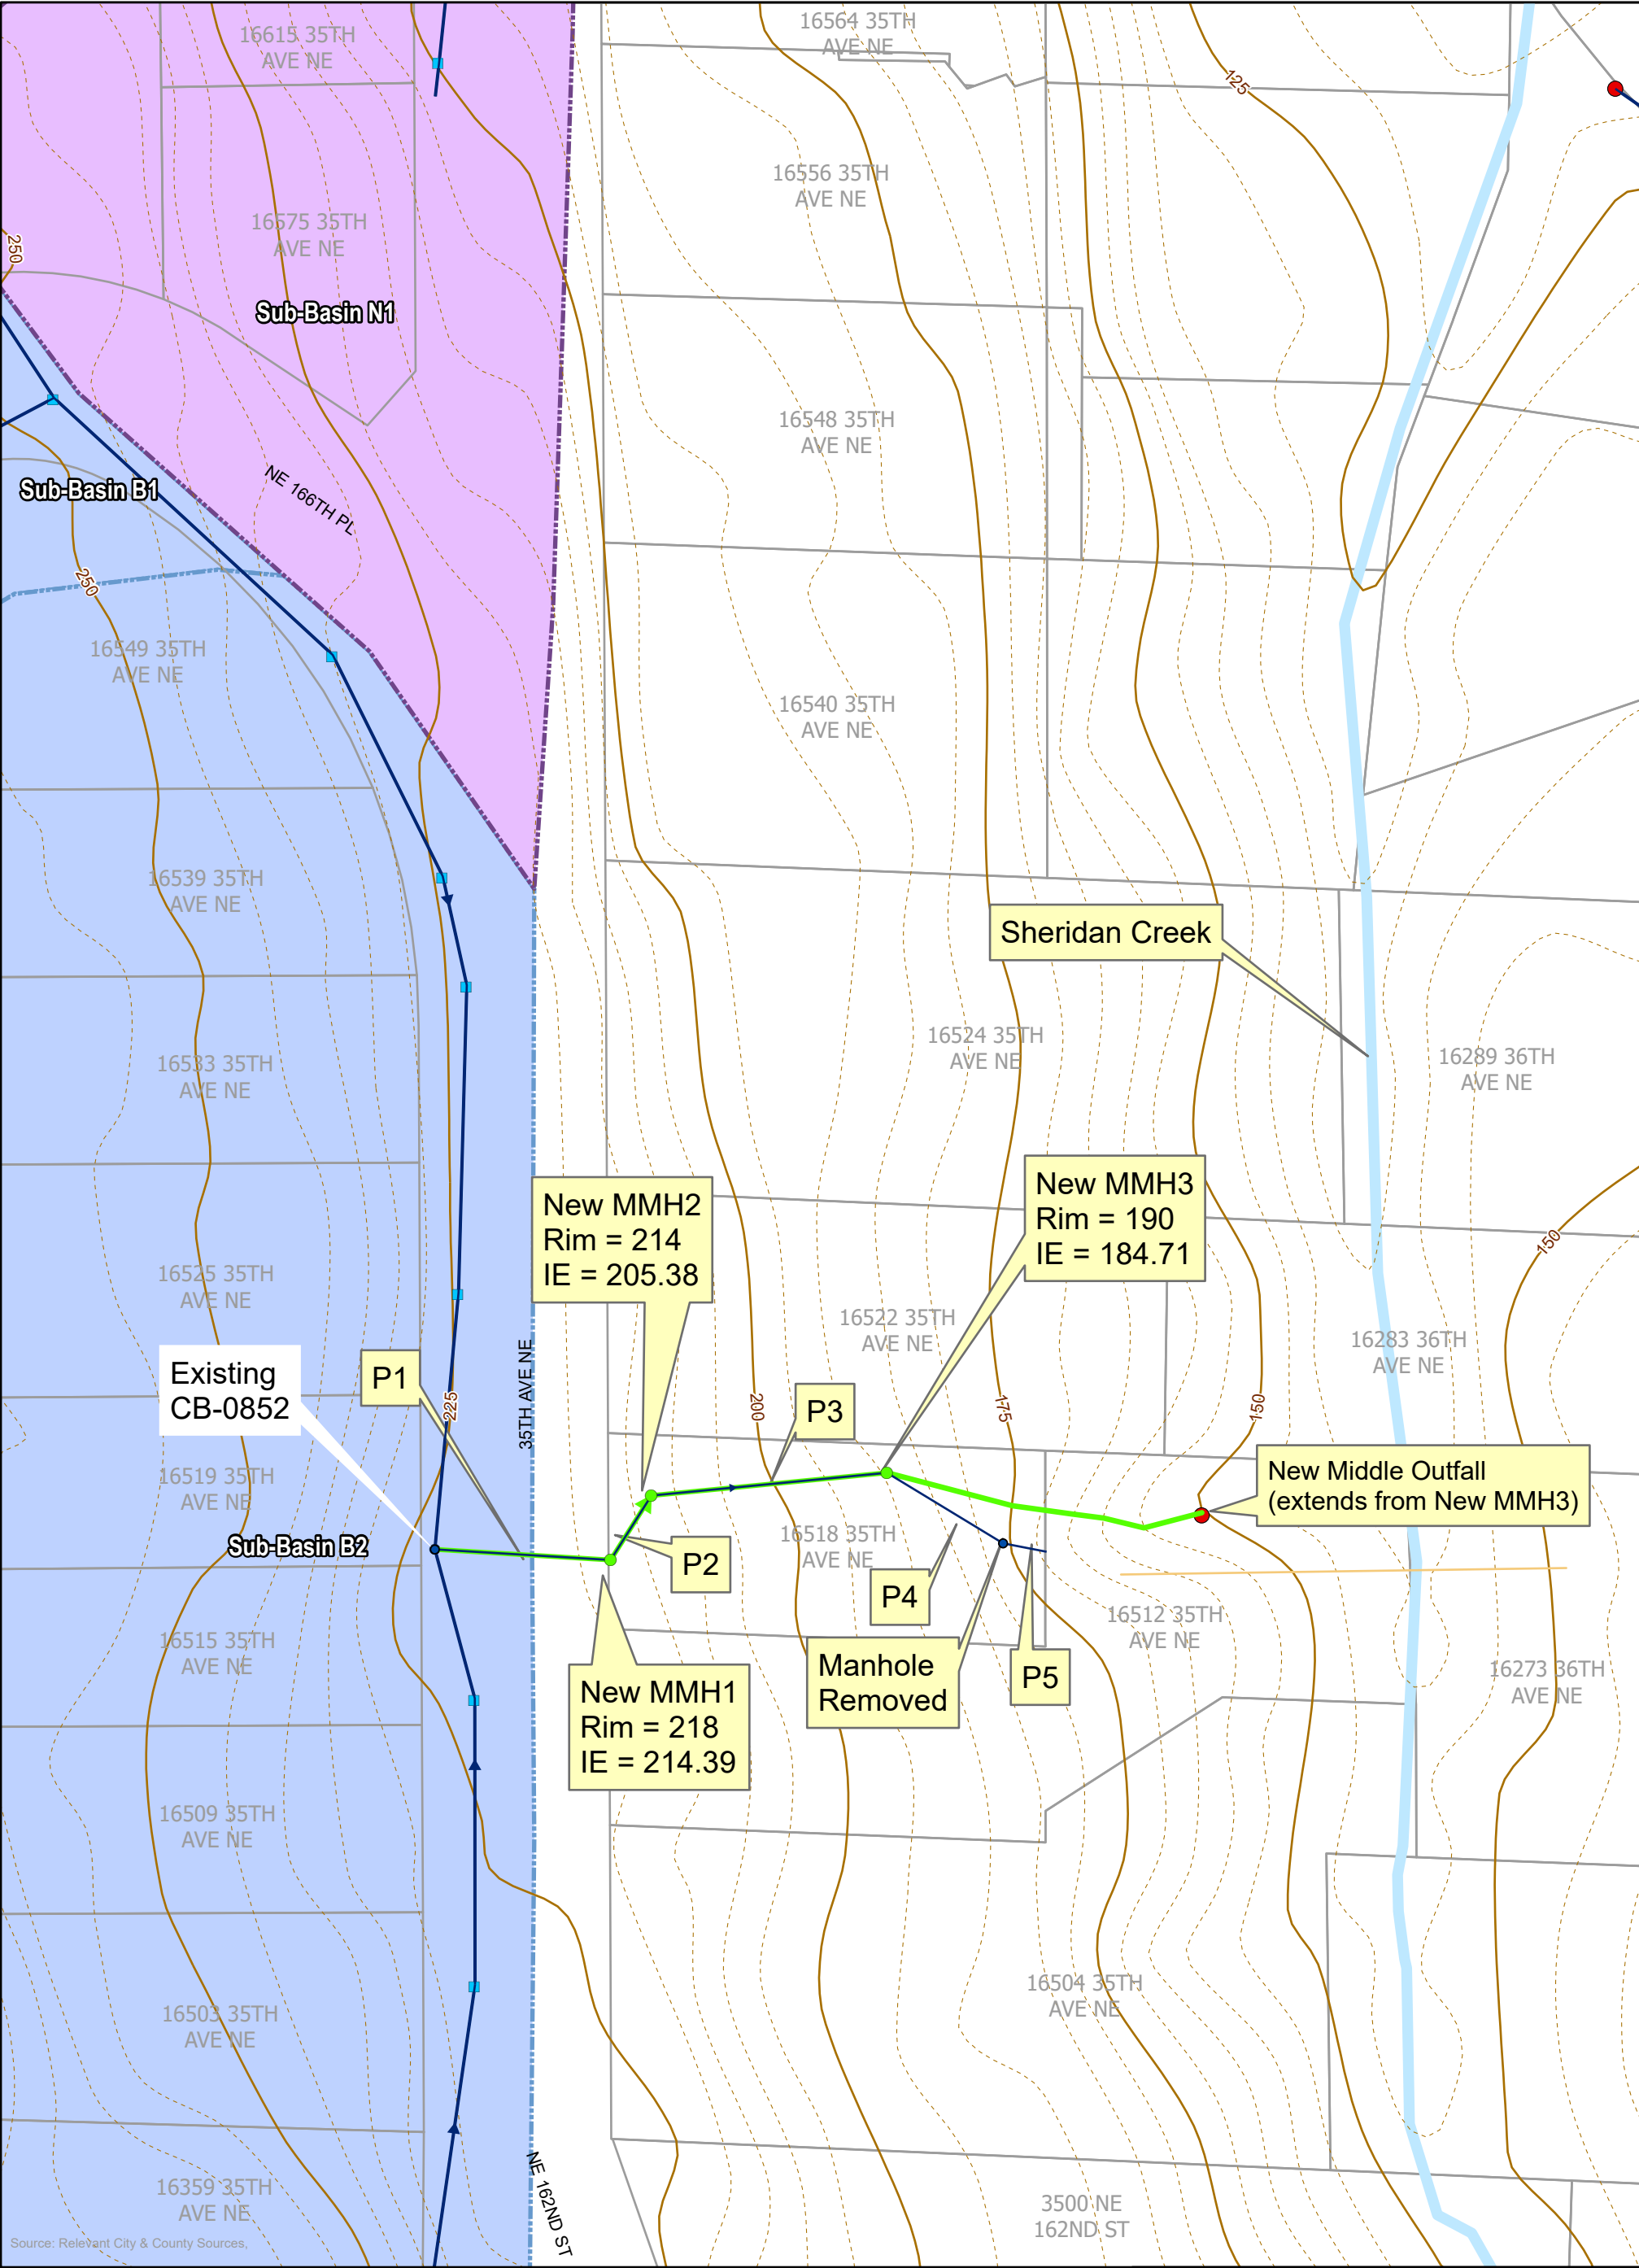 16615 35TH
AVE NE
16564 35TH
AVE NE
125
16575 35TH
AVE NE
16556 35TH
AVE NE
250
Sub-Basin N1
16548 35TH
AVE NE
Sub-Basin B1
NE 166TH PL
250
16549 35TH
AVE NE
16540 35TH
AVE NE
16539 35TH
AVE NE
Sheridan Creek
16533 35TH
AVE NE
16524 35TH
AVE NE
16289 36TH
AVE NE
New MMH2
Rim = 214
IE = 205.38
New MMH3
Rim = 190
IE = 184.71
150
16525 35TH
AVE NE
16522 35TH
AVE NE
16283 36TH
AVE NE
35TH AVE NE
Existing
CB-0852
P1
225
200
P3
175
150
16519 35TH
AVE NE
New Middle Outfall
(extends from New MMH3)
Sub-Basin B2
16518 35TH
AVE NE
P2
P4
16512 35TH
AVE NE
16515 35TH
AVE NE
Manhole
Removed
P5
16273 36TH
AVE NE
New MMH1
Rim = 218
IE = 214.39
16509 35TH
AVE NE
16504 35TH
AVE NE
16503 35TH
AVE NE
NE 162ND ST
16359 35TH
AVE NE
3500 NE
162ND ST
Source: Relevant City & County Sources,